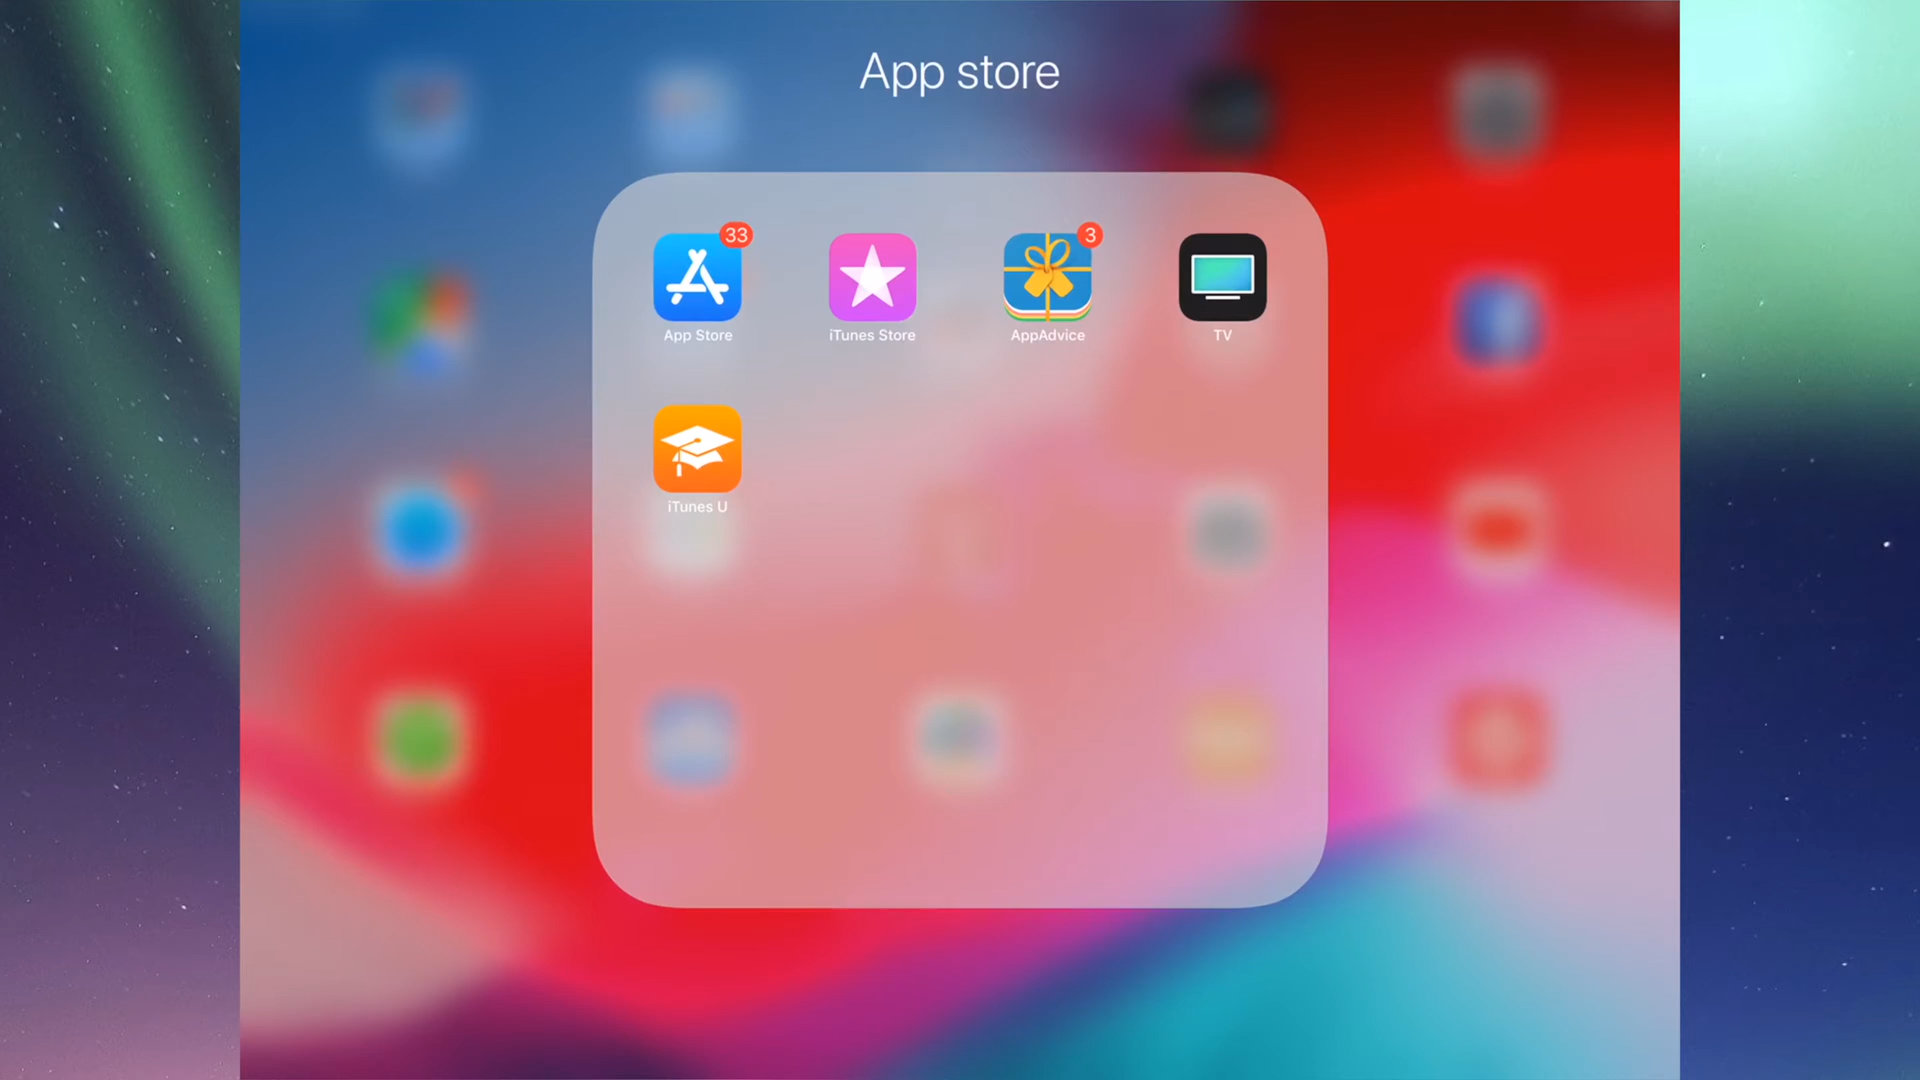 App store
33
3
App Store
iTunes Store
AppAdvice
TV
iTunes U